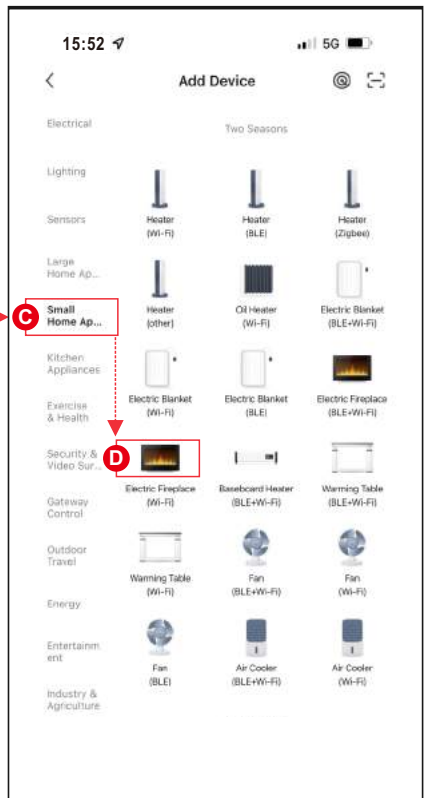 15:52
5G
Add Device
Electrical
Lighting
Sensors
Large
Home Ap...
Small
Home Ap...
C
Kitchen
Appliances
Exercise
& Health
Security &
Video Sur...
Gateway
Control
Outdoor
Travel
Energy
Entertainm
ent
Industry &
Agriculture
Two Seasons
Heater
(Wi-Fi)
Heater
(BLE)
Heater
(Zigbee)
Heater
(other)
Oil Heater
(Wi-Fi)
Electric Blanket
(BLE+Wi-Fi)
Electric Blanket
(Wi-Fi)
Electric Blanket
(BLE)
Electric Fireplace
(BLE+Wi-Fi)
D
Electric Fireplace
(Wi-Fi)
Baseboard Heater
(BLE+Wi-Fi)
Warming Table
(BLE+Wi-Fi)
Warming Table
(Wi-Fi)
Fan
(BLE+Wi-Fi)
Fan
(Wi-Fi)
Fan
(BLE)
Air Cooler
(BLE+Wi-Fi)
Air Cooler
(Wi-Fi)